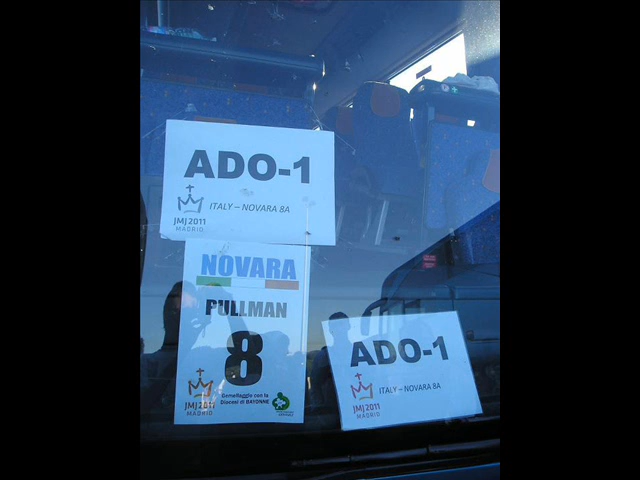 ADO-1
ITALY – NOVARA 8A
JMJ 2011
MADRID
NOVARA
PULLMAN
8
JMJ 2011
MADRID
Gemellaggio con la
Diocesi di BAYONNE
ADO-1
ITALY – NOVARA 8A
JMJ 2011
MADRID